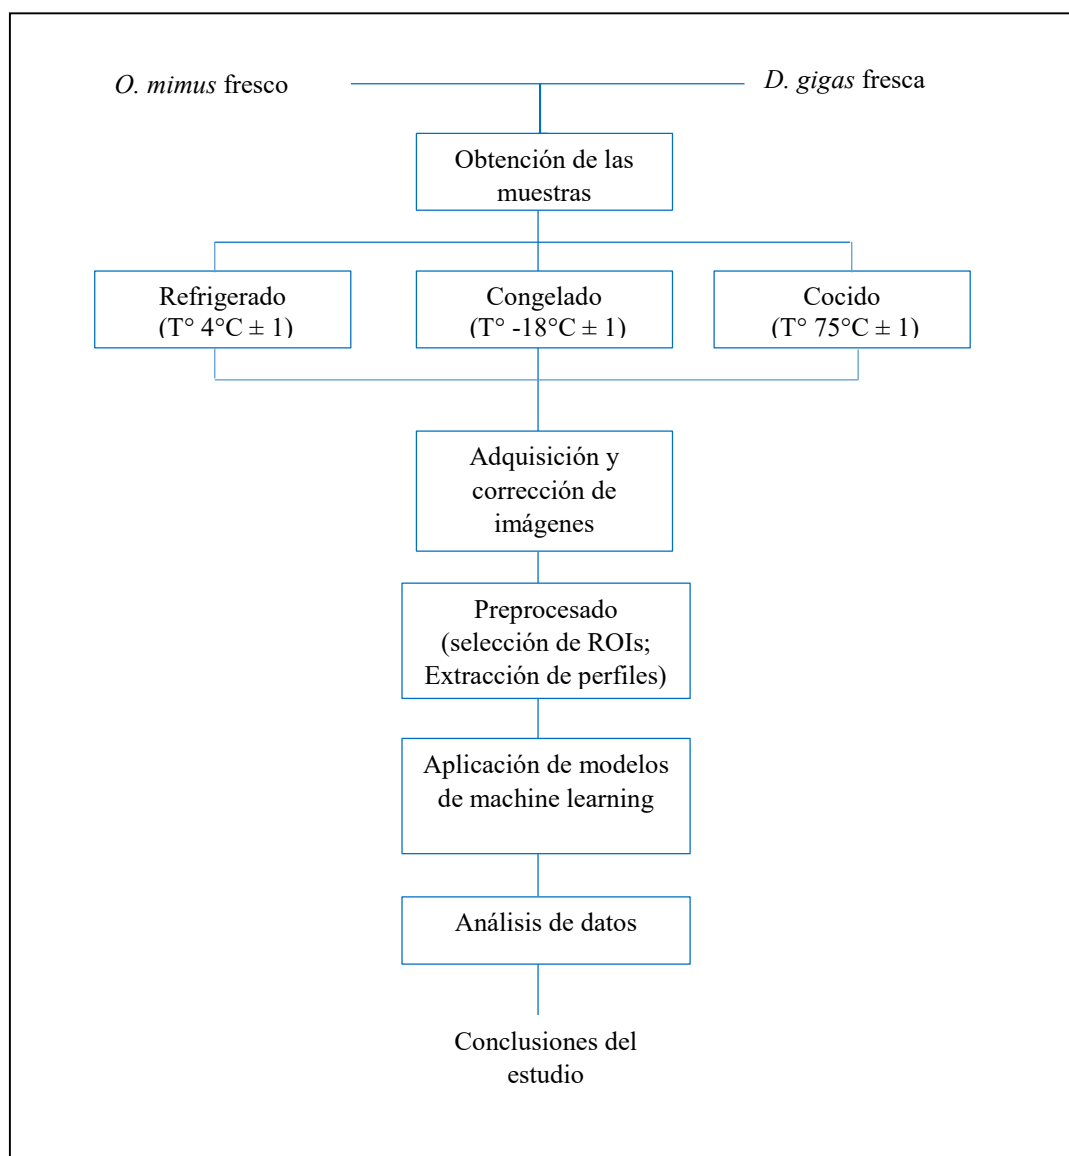 O. mimus fresco
D. gigas fresca
Obtención de las
muestras
Refrigerado
(T° 4°C ± 1)
Congelado
(T° -18°C ± 1)
Cocido
(T° 75°C ± 1)
Adquisición y
corrección de
imágenes
Preprocesado
(selección de ROIs;
Extracción de perfiles)
Aplicación de modelos
de machine learning
Análisis de datos
Conclusiones del
estudio